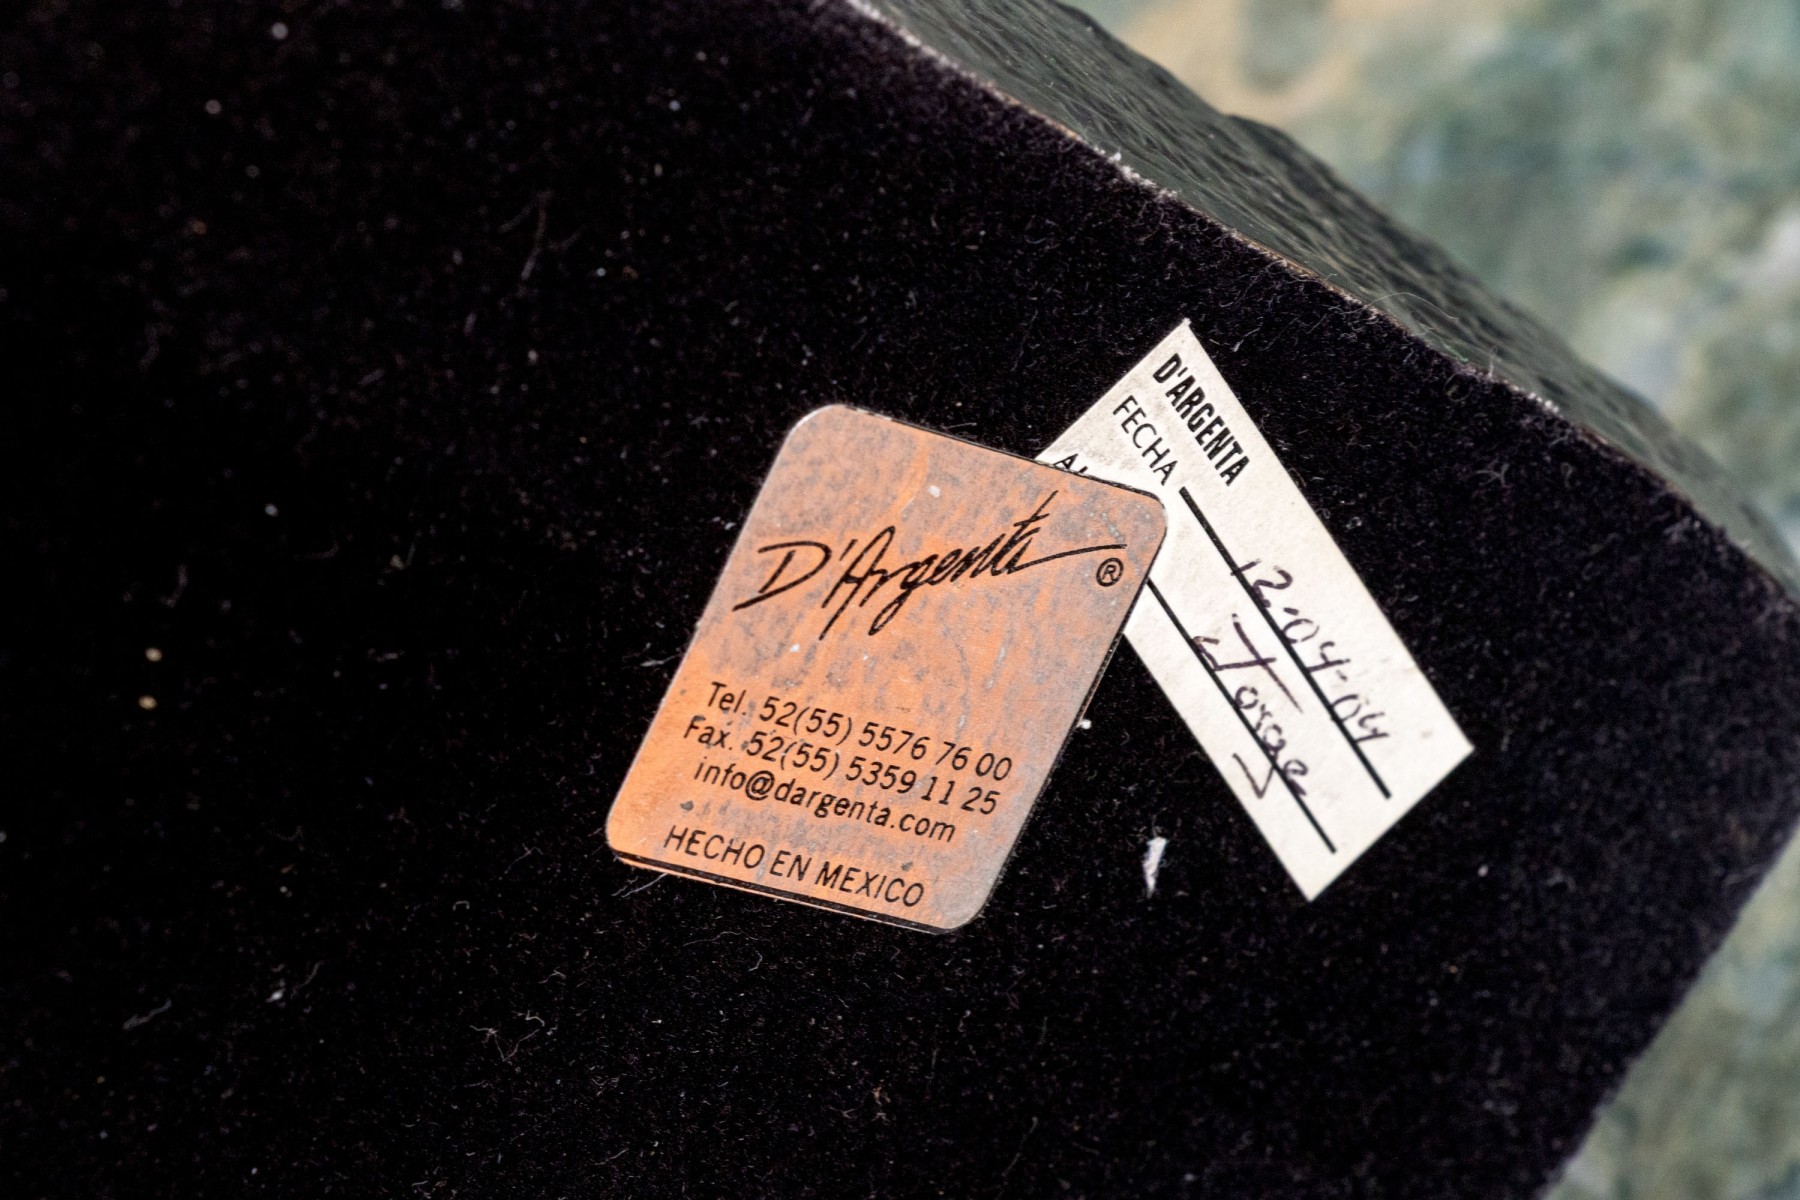 D'Argenta ®
Tel. 52(55) 5576 76 00
Fax. 52(55) 5359 11 25
info@dargenta.com
HECHO EN MEXICO
D'ARGENTA
FECHA 12-04-04
Jorge